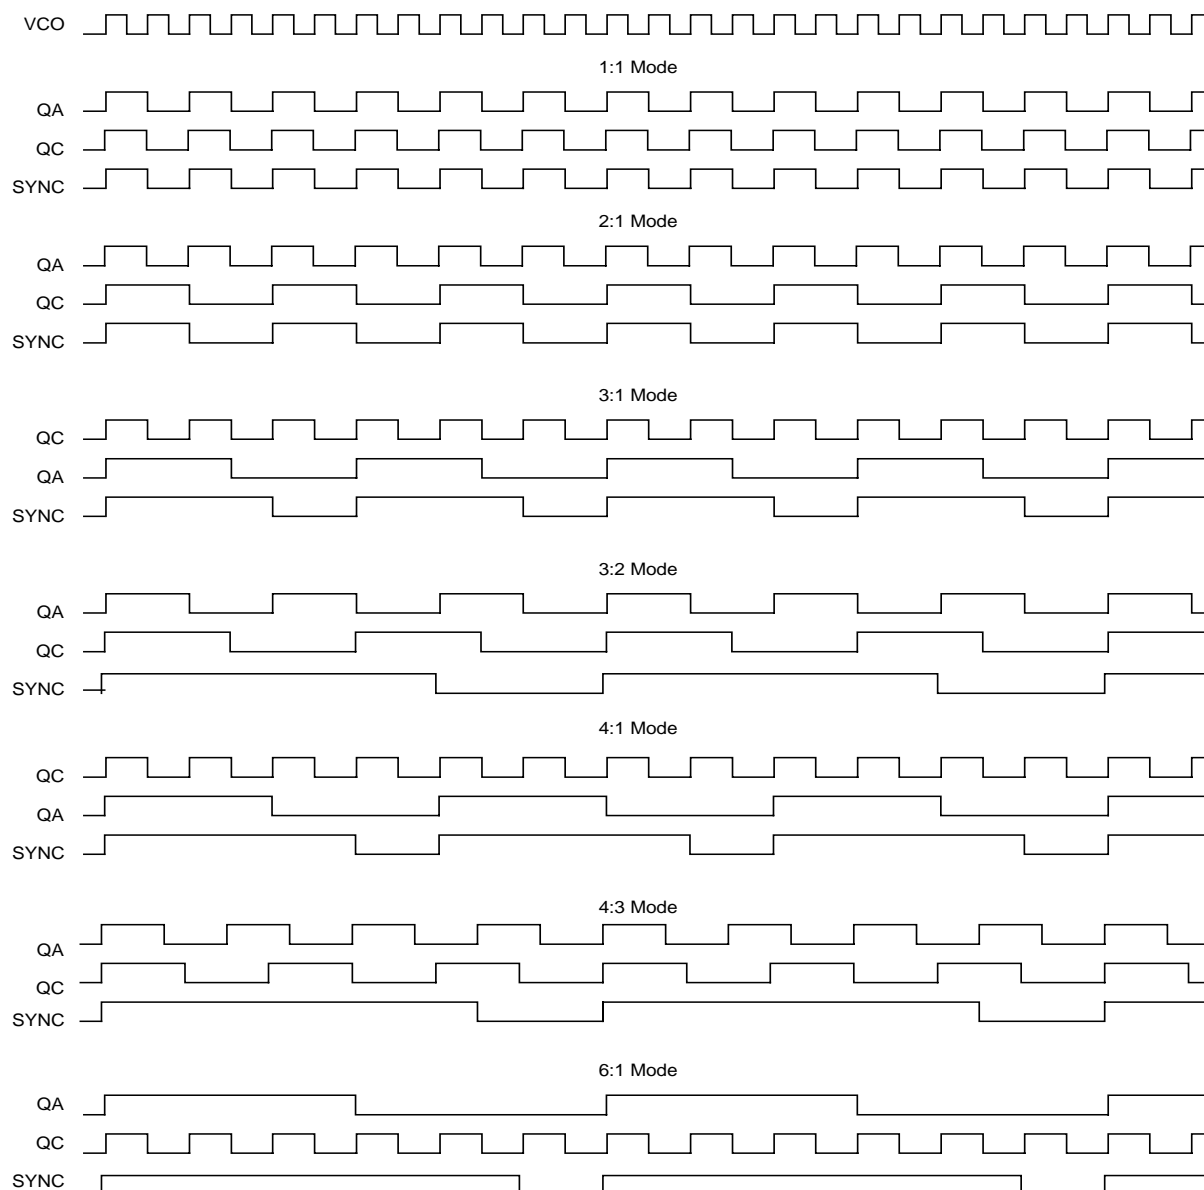 VCO
1:1 Mode
QA
QC
SYNC
2:1 Mode
QA
QC
SYNC
3:1 Mode
QC
QA
SYNC
3:2 Mode
QA
QC
SYNC
4:1 Mode
QC
QA
SYNC
4:3 Mode
QA
QC
SYNC
6:1 Mode
QA
QC
SYNC